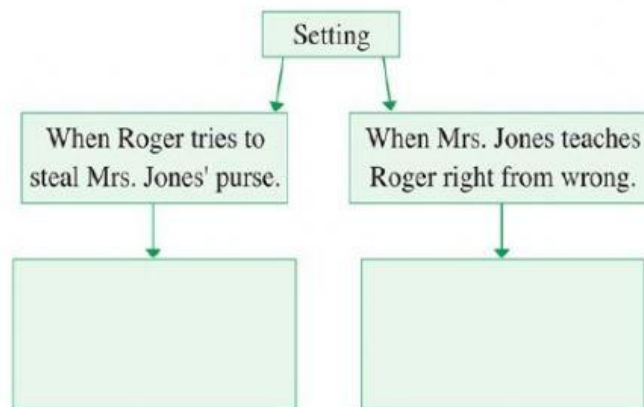 Setting
When Roger tries to
steal Mrs. Jones' purse.
When Mrs. Jones teaches
Roger right from wrong.